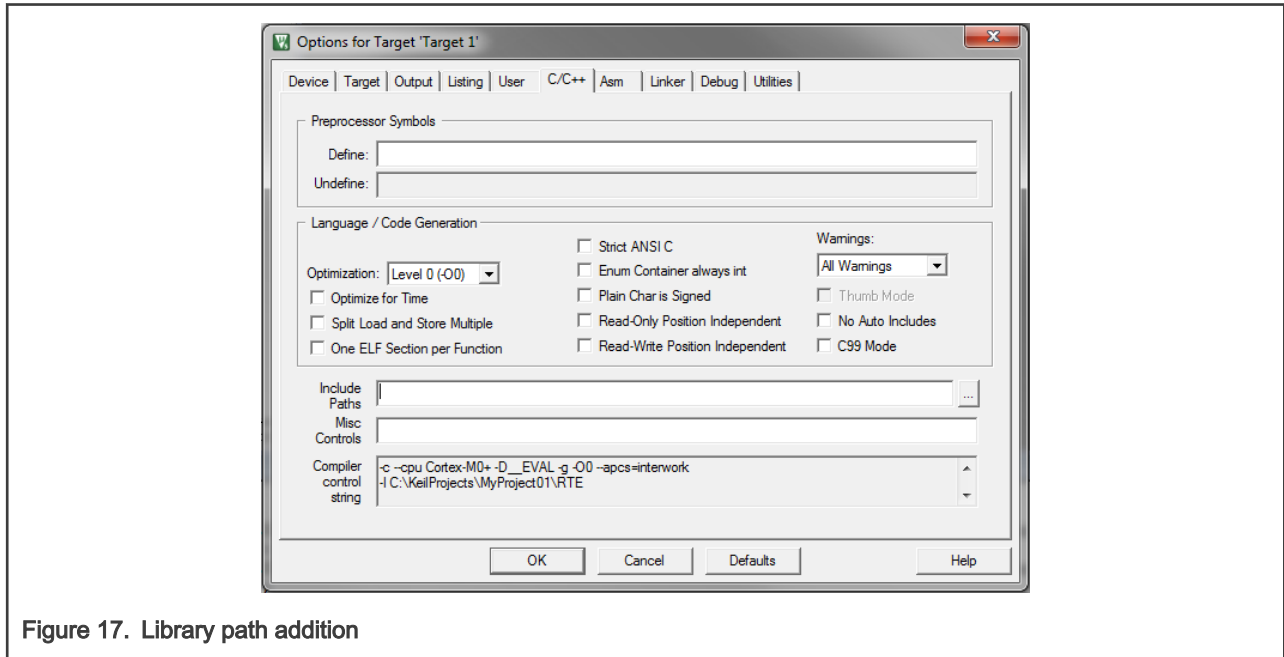 Options for Target 'Target 1'
Device Target Output Listing User C/C++ Asm Linker Debug Utilities
Preprocessor Symbols
Define:
Undefine:
Language / Code Generation
Optimization: Level 0 (-O0)
Optimize for Time
Split Load and Store Multiple
One ELF Section per Function
Strict ANSI C
Enum Container always int
Plain Char is Signed
Read-Only Position Independent
Read-Write Position Independent
Warnings:
All Warnings
Thumb Mode
No Auto Includes
C99 Mode
Include
Paths
...
Misc
Controls
Compiler
control
string
-c --cpu Cortex-M0+ -D__EVAL -g -O0 --apcs=interwork
-I C:\KeilProjects\MyProject01\RTE
OK Cancel Defaults Help
Figure 17. Library path addition